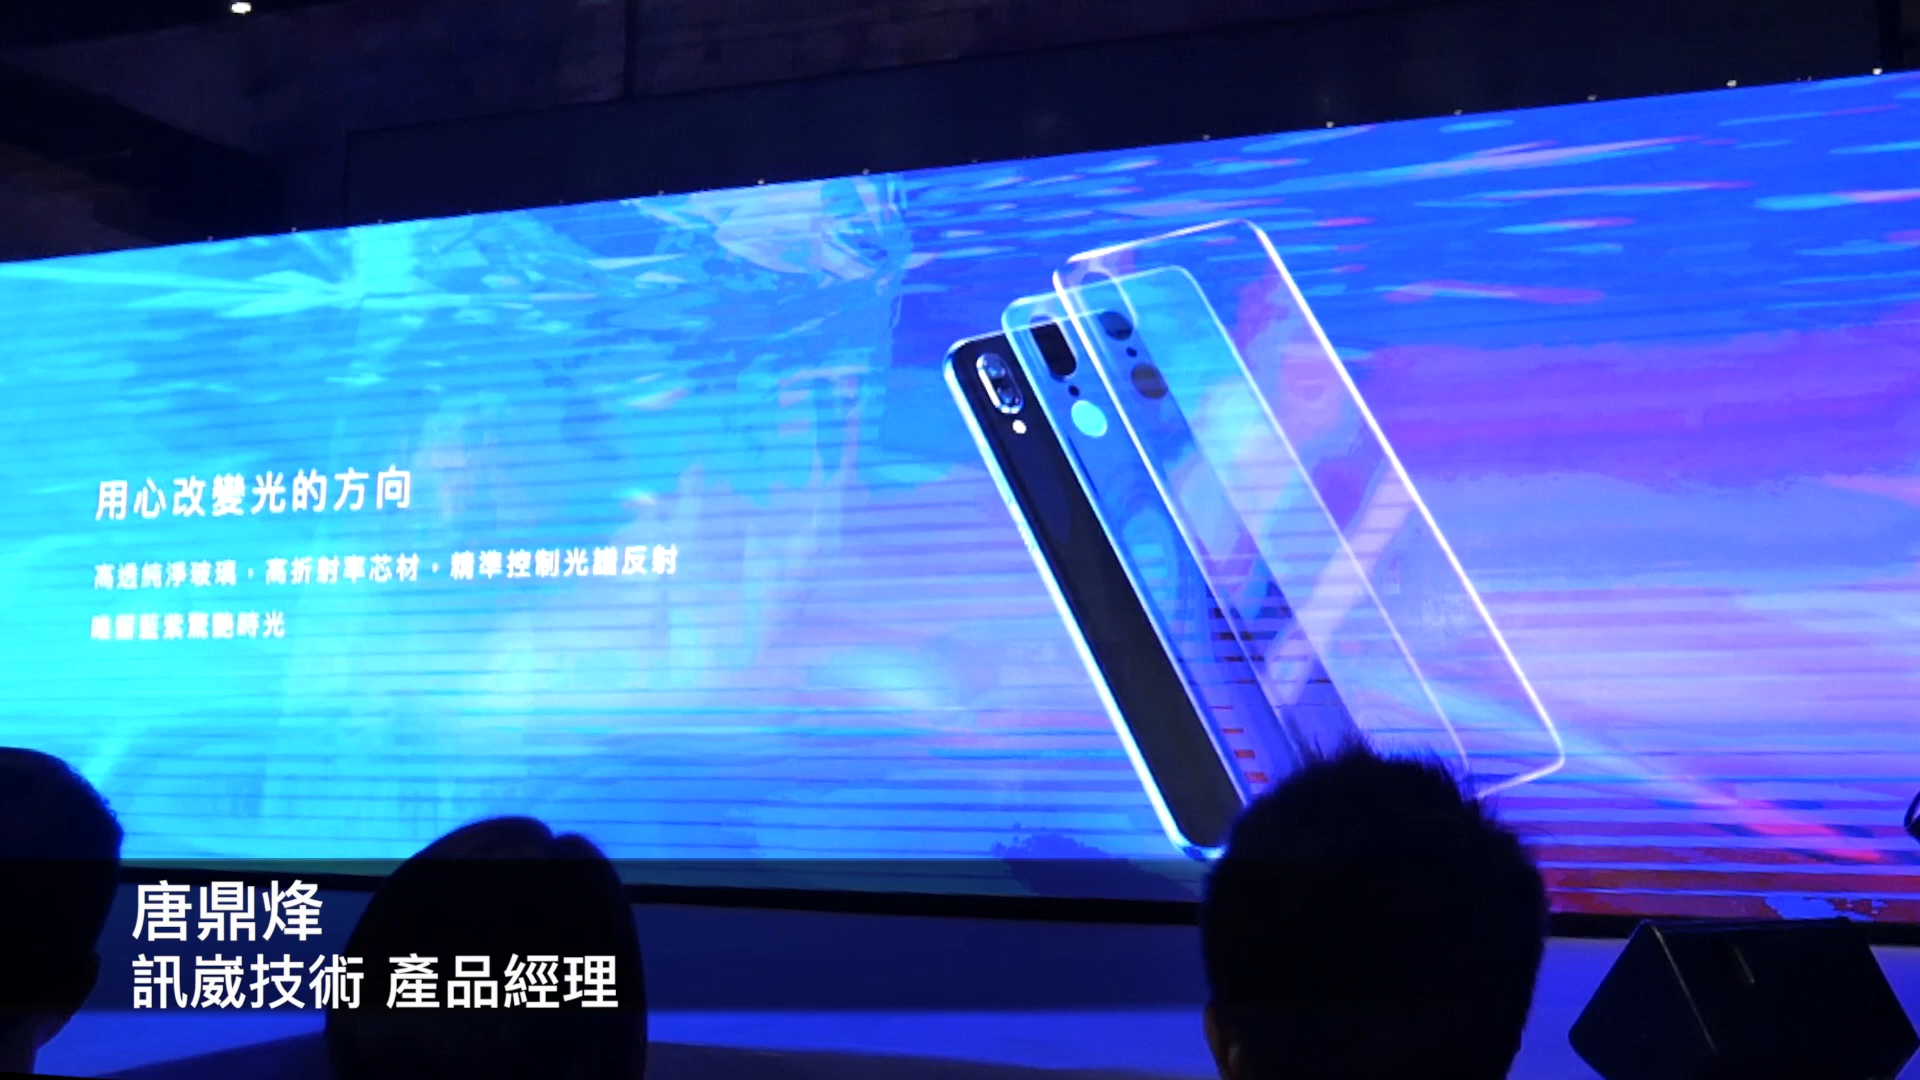 用心改變光的方向
高透純淨玻璃，高折射率芯材，精準控制光譜反射
藍紫驚艷時光
唐鼎烽
訊崴技術 產品經理